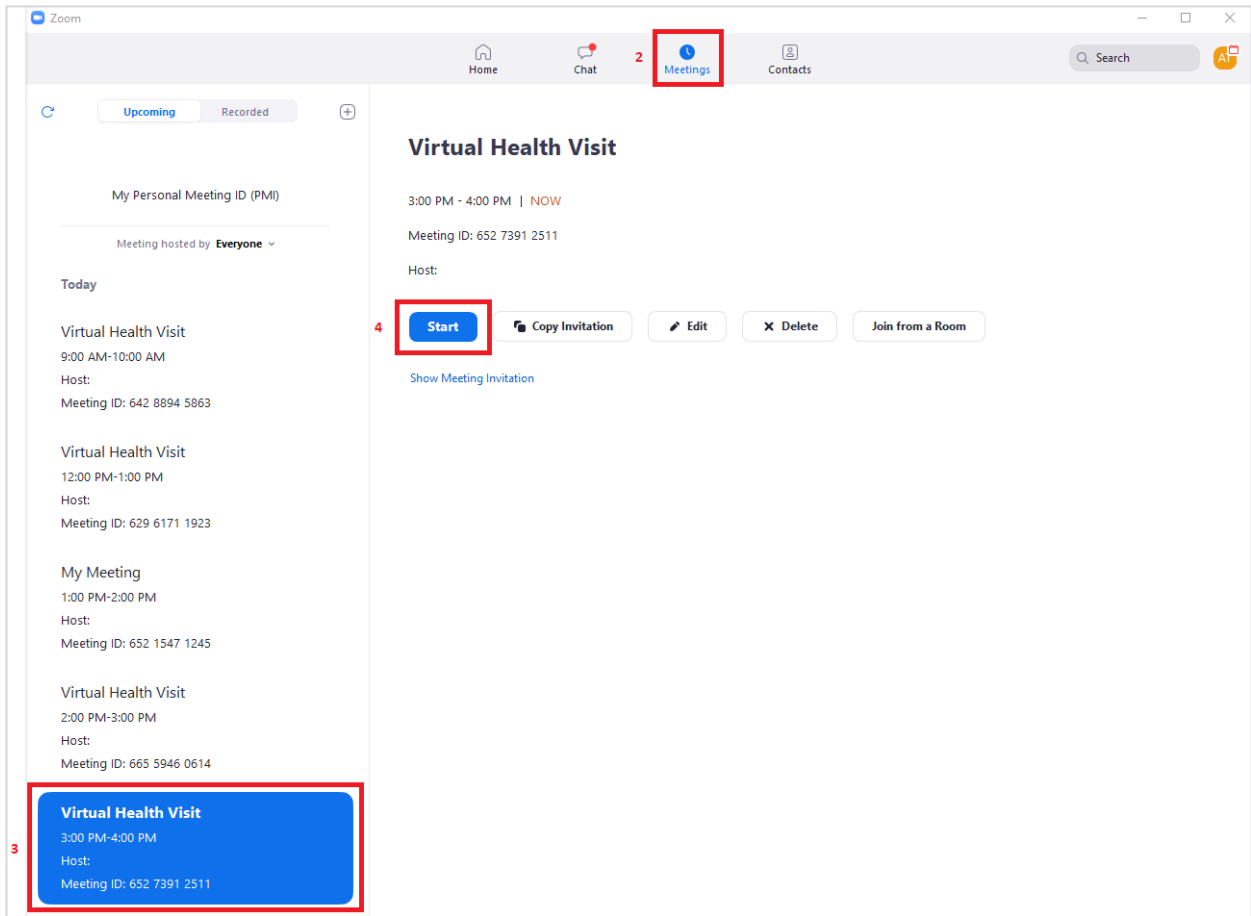 Zoom
Home
Chat
2
Meetings
Contacts
Search
AT
Upcoming
Recorded
My Personal Meeting ID (PMI)
Meeting hosted by Everyone
Today
Virtual Health Visit
9:00 AM-10:00 AM
Host:
Meeting ID: 642 8894 5863
Virtual Health Visit
12:00 PM-1:00 PM
Host:
Meeting ID: 629 6171 1923
My Meeting
1:00 PM-2:00 PM
Host:
Meeting ID: 652 1547 1245
Virtual Health Visit
2:00 PM-3:00 PM
Host:
Meeting ID: 665 5946 0614
3
Virtual Health Visit
3:00 PM-4:00 PM
Host:
Meeting ID: 652 7391 2511
Virtual Health Visit
3:00 PM - 4:00 PM | NOW
Meeting ID: 652 7391 2511
Host:
4
Start
Copy Invitation
Edit
Delete
Join from a Room
Show Meeting Invitation